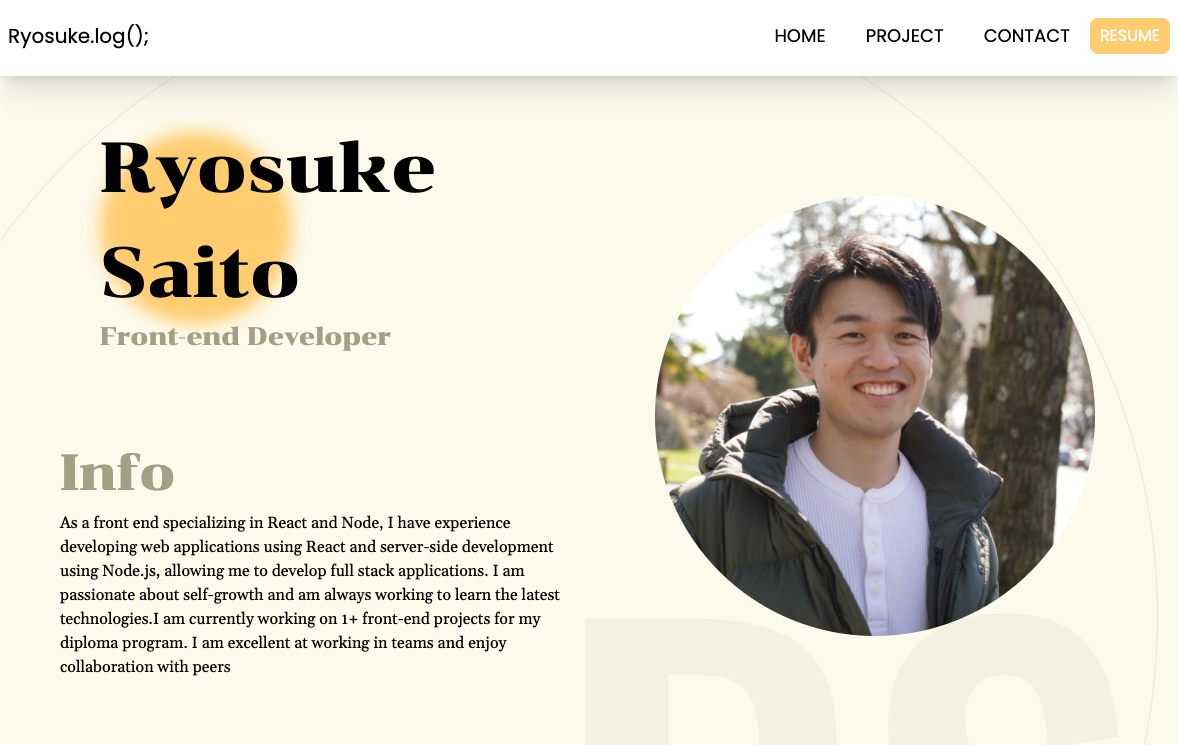 Ryosuke.log();
HOME PROJECT CONTACT RESUME
Ryosuke
Saito
Front-end Developer
Info
As a front end specializing in React and Node, I have experience
developing web applications using React and server-side development
using Node.js, allowing me to develop full stack applications. I am
passionate about self-growth and am always working to learn the latest
technologies.I am currently working on 1+ front-end projects for my
diploma program. I am excellent at working in teams and enjoy
collaboration with peers